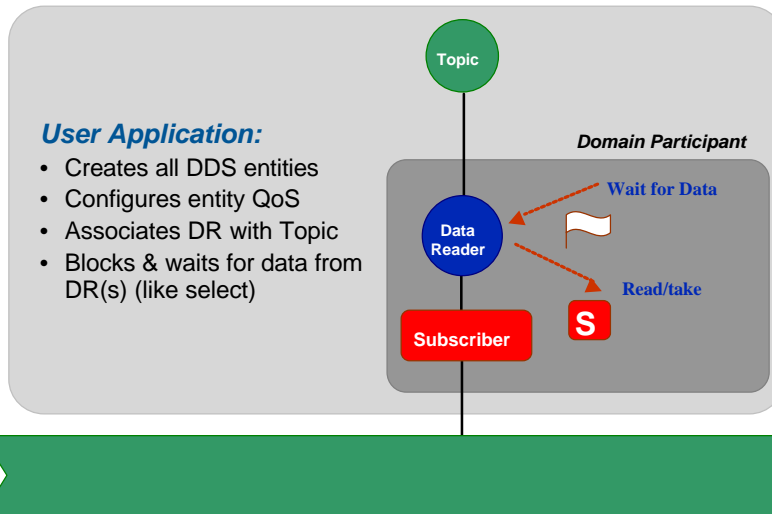 Topic
User Application:
• Creates all DDS entities
• Configures entity QoS
• Associates DR with Topic
• Blocks & waits for data from
DR(s) (like select)
Domain Participant
Wait for Data
Data
Reader
Read/take
S
Subscriber